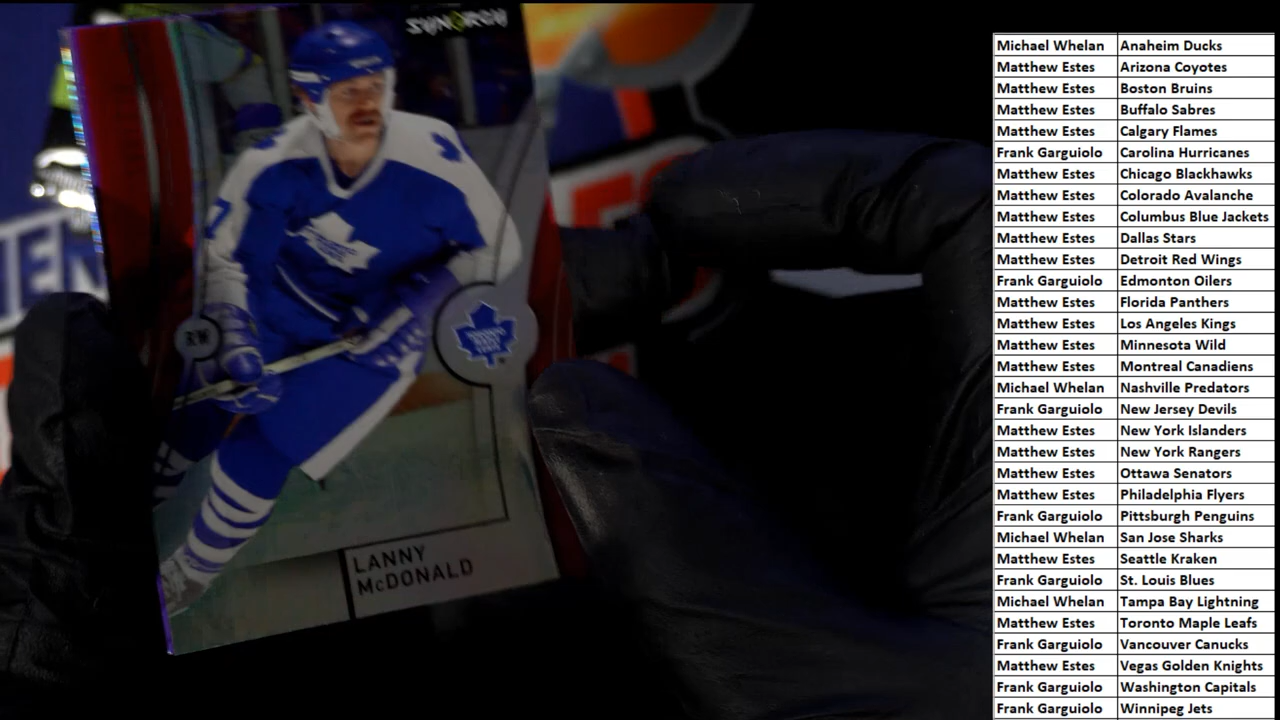 SYNERGY
7
RW
LANNY
McDONALD
Michael Whelan Anaheim Ducks
Matthew Estes Arizona Coyotes
Matthew Estes Boston Bruins
Matthew Estes Buffalo Sabres
Matthew Estes Calgary Flames
Frank Garguiolo Carolina Hurricanes
Matthew Estes Chicago Blackhawks
Matthew Estes Colorado Avalanche
Matthew Estes Columbus Blue Jackets
Matthew Estes Dallas Stars
Matthew Estes Detroit Red Wings
Frank Garguiolo Edmonton Oilers
Matthew Estes Florida Panthers
Matthew Estes Los Angeles Kings
Matthew Estes Minnesota Wild
Matthew Estes Montreal Canadiens
Michael Whelan Nashville Predators
Frank Garguiolo New Jersey Devils
Matthew Estes New York Islanders
Matthew Estes New York Rangers
Matthew Estes Ottawa Senators
Matthew Estes Philadelphia Flyers
Frank Garguiolo Pittsburgh Penguins
Michael Whelan San Jose Sharks
Matthew Estes Seattle Kraken
Frank Garguiolo St. Louis Blues
Michael Whelan Tampa Bay Lightning
Matthew Estes Toronto Maple Leafs
Frank Garguiolo Vancouver Canucks
Matthew Estes Vegas Golden Knights
Frank Garguiolo Washington Capitals
Frank Garguiolo Winnipeg Jets